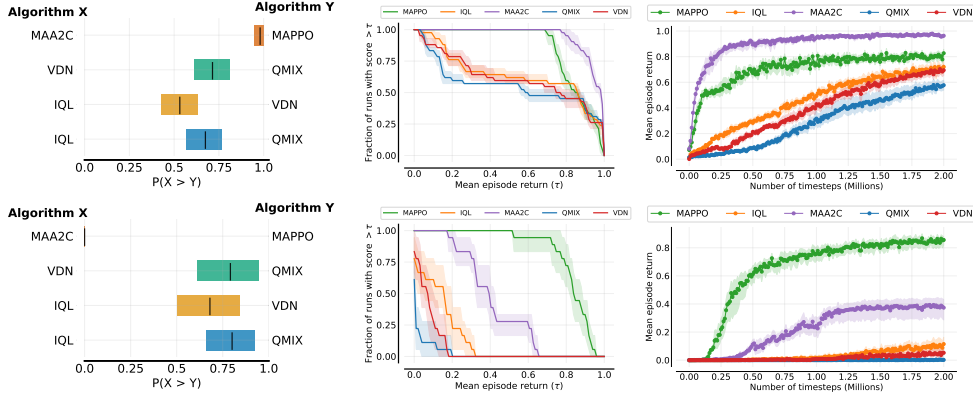 Algorithm X
Algorithm Y
MAA2C
MAPPO
VDN
QMIX
IQL
VDN
IQL
QMIX
0.0
0.25
0.5
0.75
1.0
P(X > Y)
MAPPO IQL MAA2C QMIX VDN
Fraction of runs with score > τ
1.00
0.75
0.50
0.25
0.00
0.0 0.2 0.4 0.6 0.8 1.0
Mean episode return (τ)
MAPPO IQL MAA2C QMIX VDN
Mean episode return
1.0
0.8
0.6
0.4
0.2
0.0
0.00 0.25 0.50 0.75 1.00 1.25 1.50 1.75 2.00
Number of timesteps (Millions)
Algorithm X
Algorithm Y
MAA2C
MAPPO
VDN
QMIX
IQL
VDN
IQL
QMIX
0.0
0.25
0.5
0.75
1.0
P(X > Y)
MAPPO IQL MAA2C QMIX VDN
Fraction of runs with score > τ
1.00
0.75
0.50
0.25
0.00
0.0 0.2 0.4 0.6 0.8 1.0
Mean episode return (τ)
MAPPO IQL MAA2C QMIX VDN
Mean episode return
0.8
0.6
0.4
0.2
0.0
0.00 0.25 0.50 0.75 1.00 1.25 1.50 1.75 2.00
Number of timesteps (Millions)